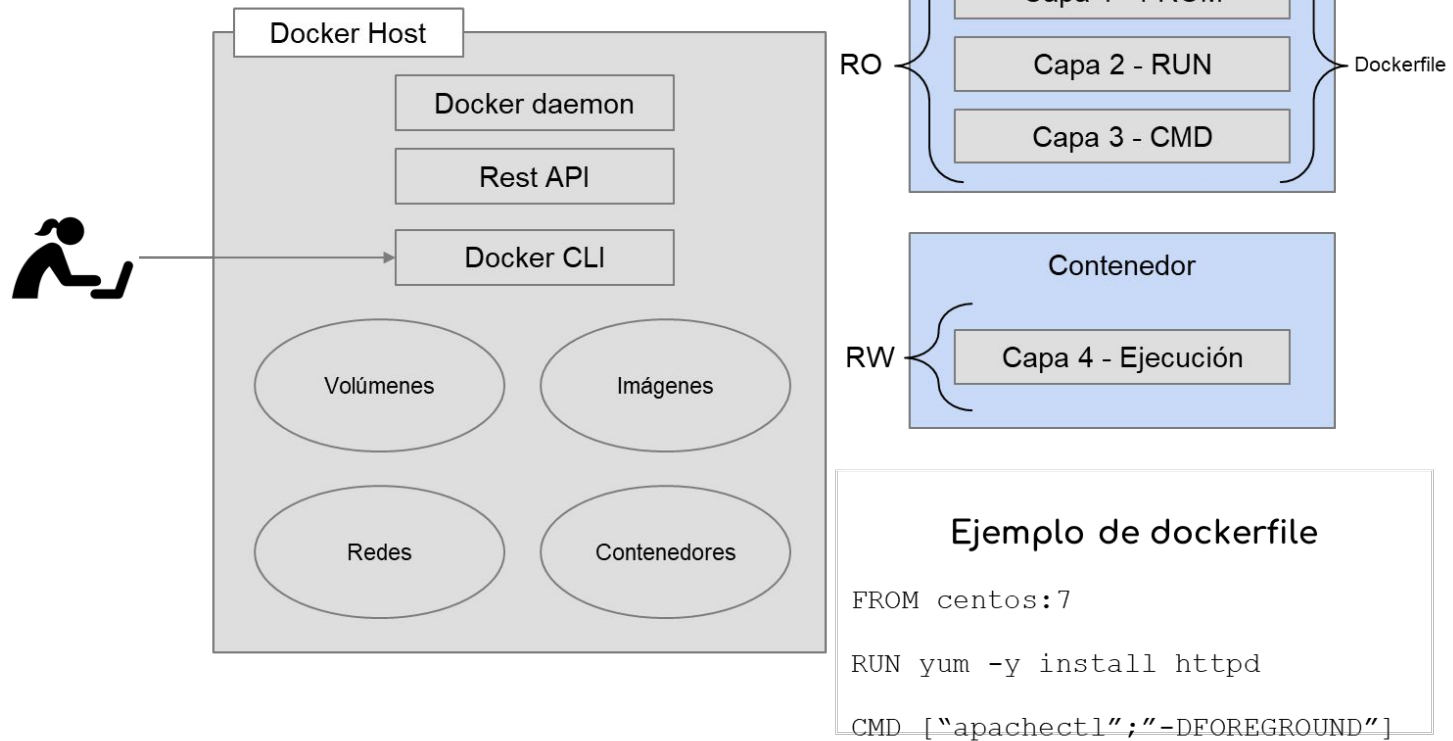 Docker Host
Docker daemon
Rest API
Docker CLI
Volúmenes
Imágenes
Redes
Contenedores
RO
Capa 2 - RUN
Capa 3 - CMD
Dockerfile
Contenedor
RW
Capa 4 - Ejecución
Ejemplo de dockerfile
FROM centos:7
RUN yum -y install httpd
CMD [“apachectl”;”-DFOREGROUND”]